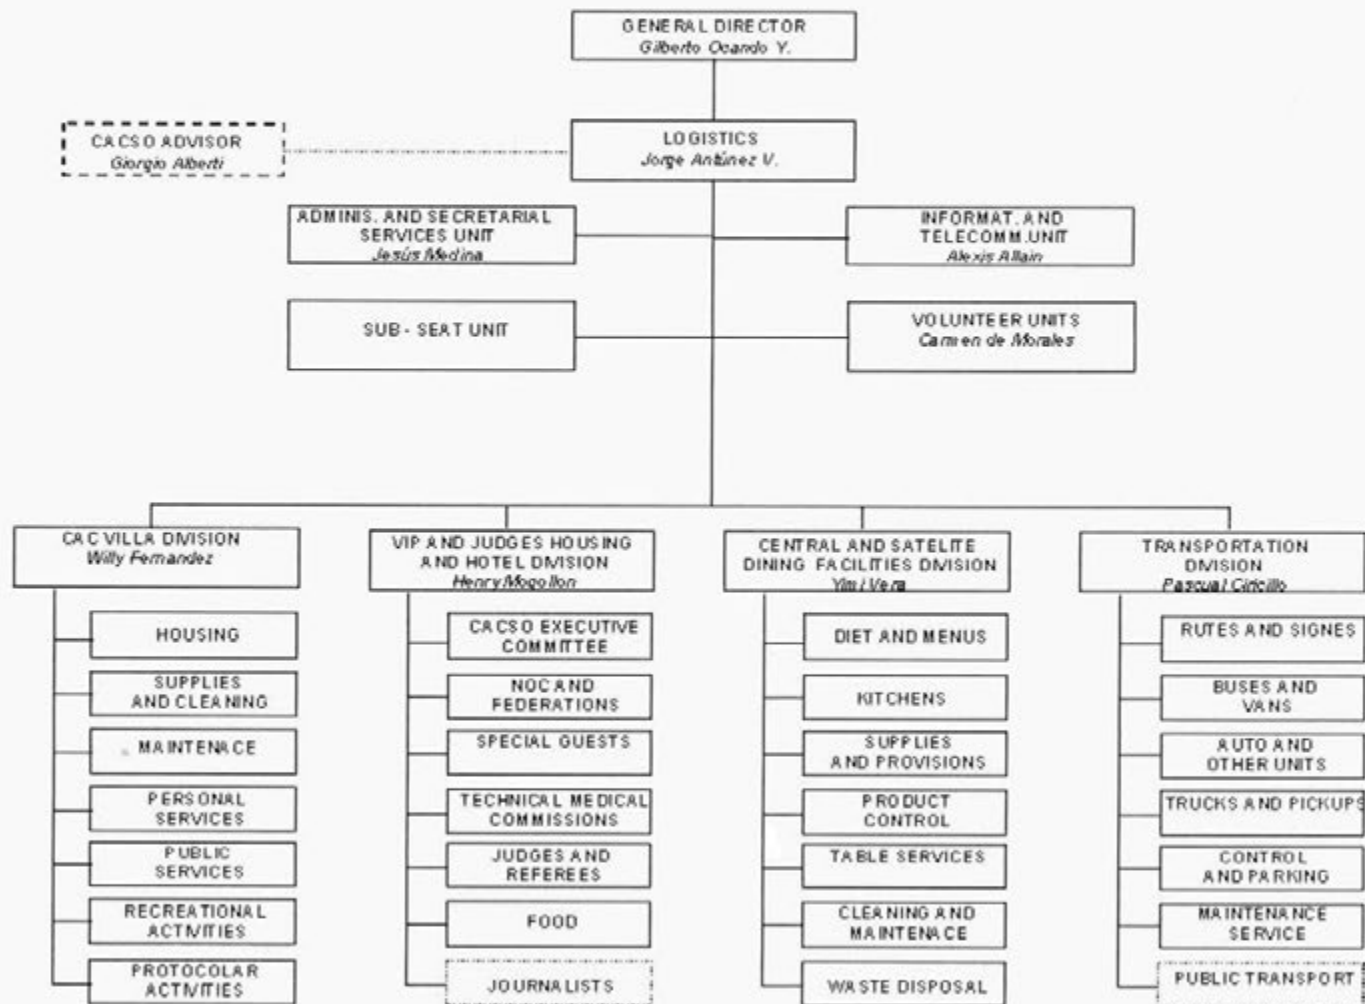 GENERAL DIRECTOR
Gilberto Ocando Y.
CACSO ADVISOR
Giorgio Alberti
LOGISTICS
Jorge Antúnez V.
ADMINIS. AND SECRETARIAL
SERVICES UNIT
Jesús Medina
INFORMAT. AND
TELECOMM. UNIT
Alexis Allain
SUB - SEAT UNIT
VOLUNTEER UNITS
Carmen de Morales
CAC VILLA DIVISION
Willy Fernandez
VIP AND JUDGES HOUSING
AND HOTEL DIVISION
Henry Mogollon
CENTRAL AND SATELITE
DINING FACILITIES DIVISION
Yimi Vera
TRANSPORTATION
DIVISION
Pascual Ciricillo
HOUSING
SUPPLIES
AND CLEANING
MAINTENACE
PERSONAL
SERVICES
PUBLIC
SERVICES
RECREATIONAL
ACTIVITIES
PROTOCOLAR
ACTIVITIES
CACSO EXECUTIVE
COMMITTEE
NOC AND
FEDERATIONS
SPECIAL GUESTS
TECHNICAL MEDICAL
COMMISSIONS
JUDGES AND
REFEREES
FOOD
JOURNALISTS
DIET AND MENUS
KITCHENS
SUPPLIES
AND PROVISIONS
PRODUCT
CONTROL
TABLE SERVICES
CLEANING AND
MAINTENACE
WASTE DISPOSAL
RUTES AND SIGNES
BUSES AND
VANS
AUTO AND
OTHER UNITS
TRUCKS AND PICKUPS
CONTROL
AND PARKING
MAINTENANCE
SERVICE
PUBLIC TRANSPORT